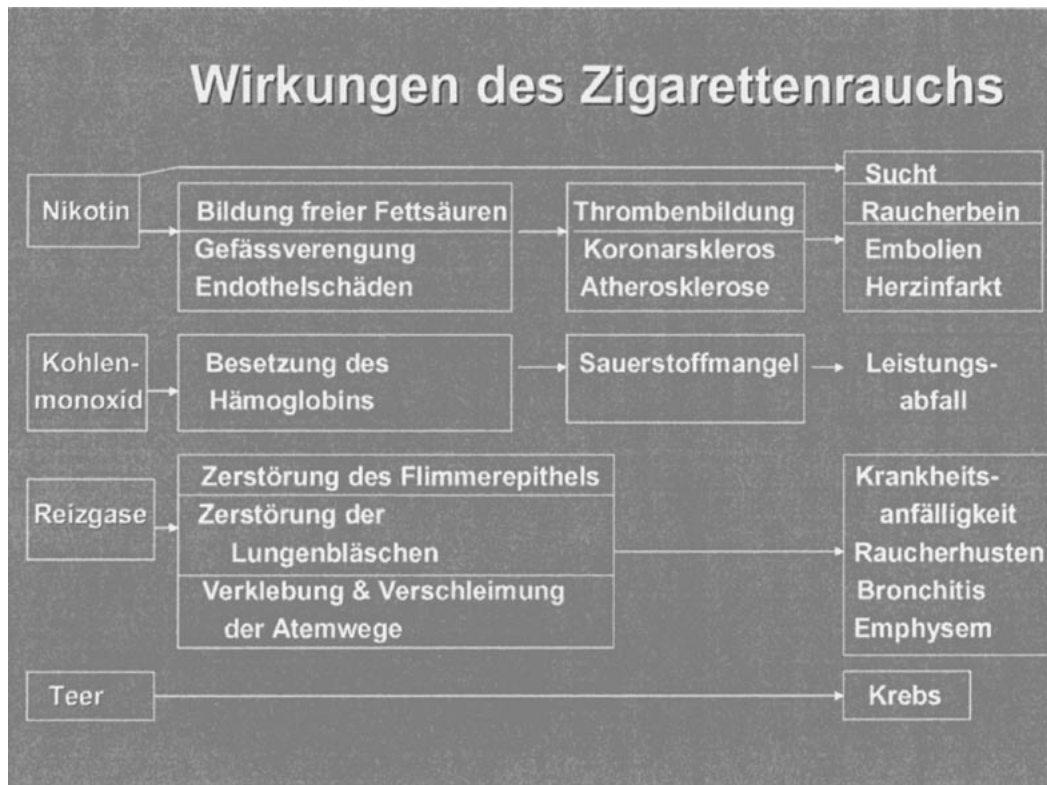 Wirkungen des Zigarettenrauchs
Nikotin
Bildung freier Fettsäuren
Gefässverengung
Endothelschäden
Thrombenbildung
Koronarskleros
Atherosklerose
Sucht
Raucherbein
Embolien
Herzinfarkt
Kohlen-
monoxid
Besetzung des
Hämoglobins
Sauerstoffmangel
Leistungs-
abfall
Reizgase
Zerstörung des Flimmerepithels
Zerstörung der
Lungenbläschen
Verklebung & Verschleimung
der Atemwege
Krankheits-
anfälligkeit
Raucherhusten
Bronchitis
Emphysem
Teer
Krebs